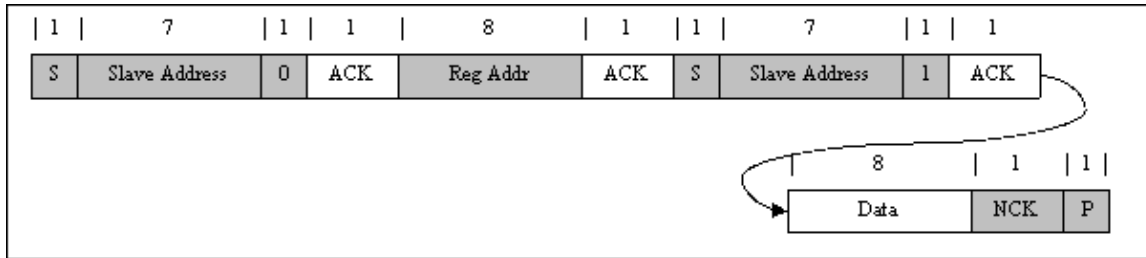 | 1 | 7 | 1 | 1 | 8 | 1 | 1 | 7 | 1 | 1
S Slave Address 0 ACK Reg Addr ACK S Slave Address 1 ACK
| 8 | 1 | 1 |
Data NCK P